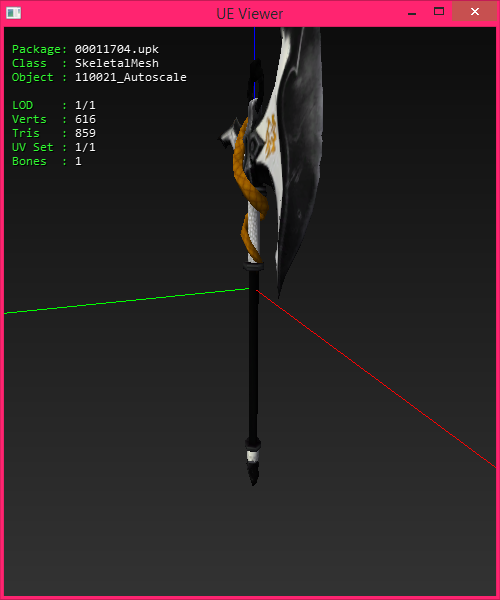 UE Viewer
Package: 00011704.upk
Class  : SkeletalMesh
Object : 110021_Autoscale
LOD    : 1/1
Verts  : 616
Tris   : 859
UV Set : 1/1
Bones  : 1